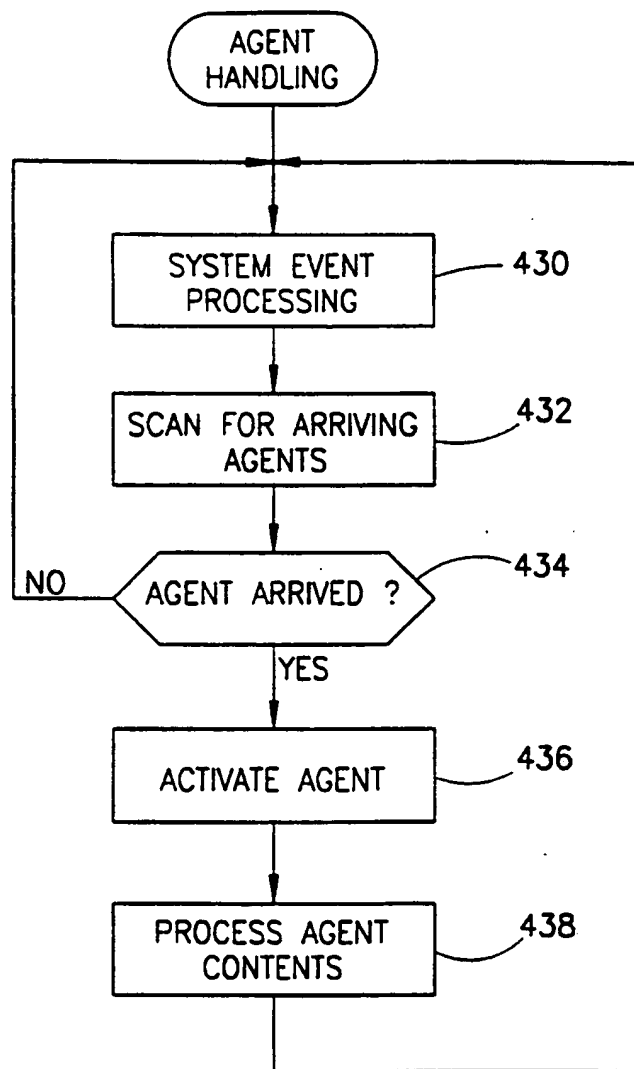 AGENT
HANDLING
SYSTEM EVENT
PROCESSING
430
SCAN FOR ARRIVING
AGENTS
432
AGENT ARRIVED ?
434
NO
YES
ACTIVATE AGENT
436
PROCESS AGENT
CONTENTS
438